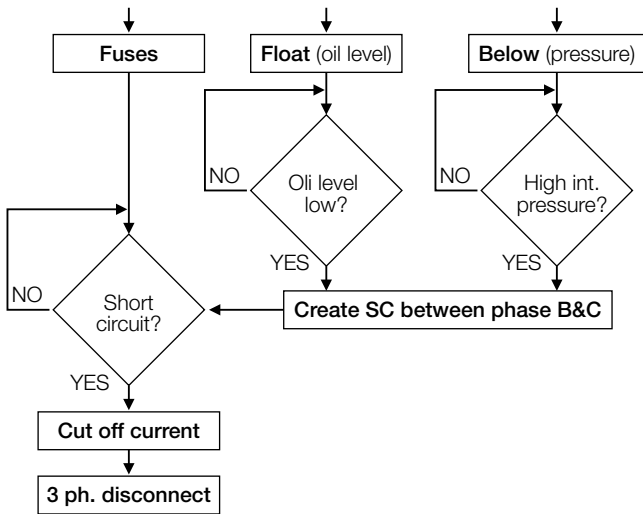 Fuses
Float (oil level)
Below (pressure)
NO
Oli level
low?
YES
NO
High int.
pressure?
YES
NO
Short
circuit?
YES
Create SC between phase B&C
Cut off current
3 ph. disconnect